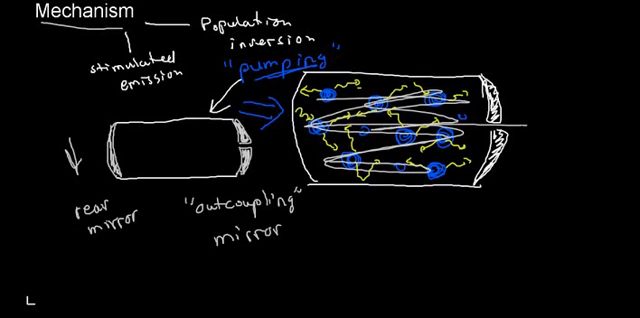 Mechanism
Population
inversion
stimulated
emission
"pumping"
rear
mirror
"outcoupling"
mirror
L